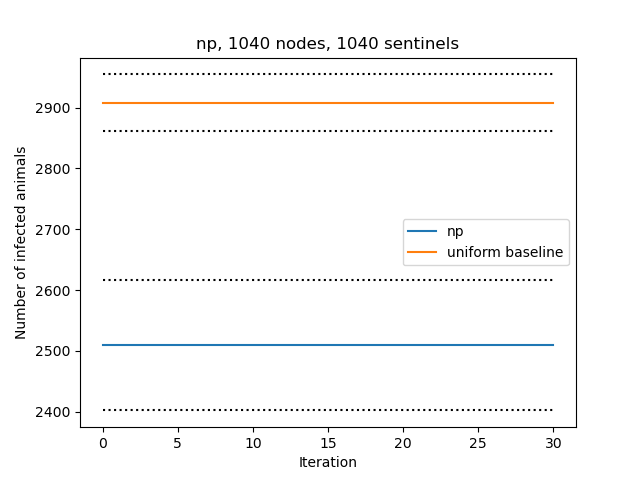 np, 1040 nodes, 1040 sentinels
Number of infected animals
2900
2800
2700
2600
2500
2400
np
uniform baseline
0 5 10 15 20 25 30
Iteration